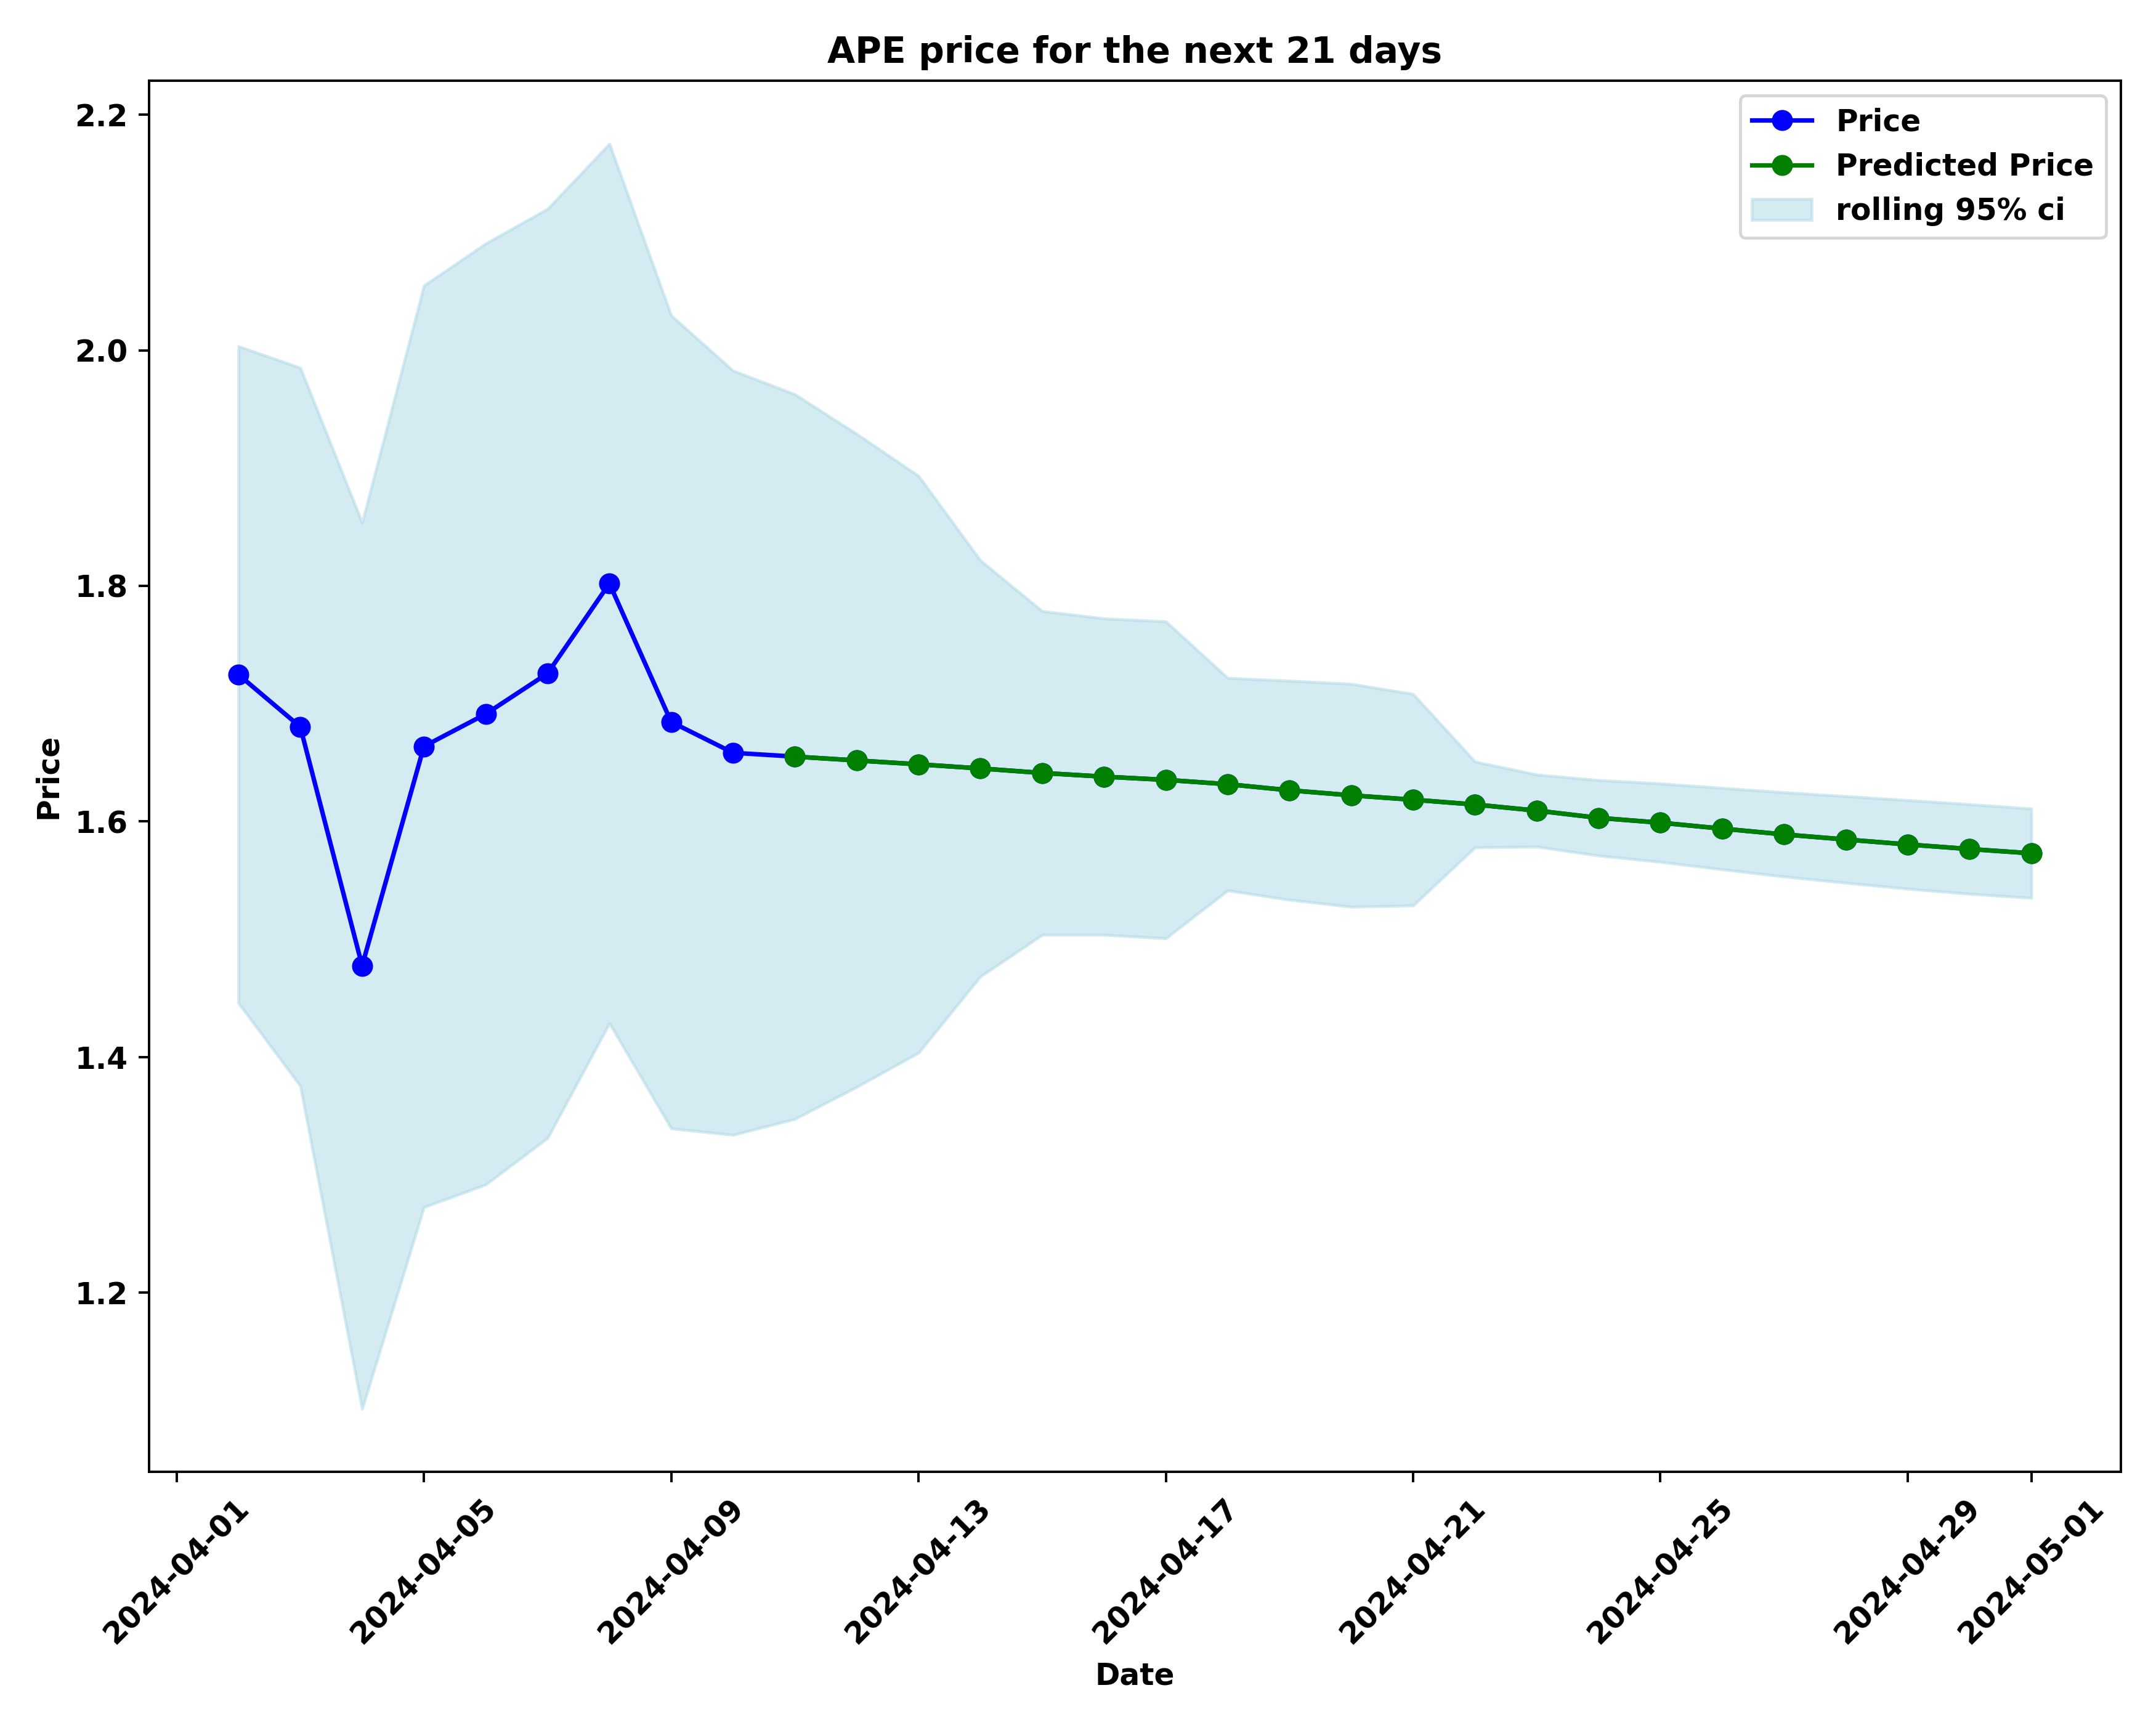 APE price for the next 21 days
Price
Predicted Price
rolling 95% ci
2.2
2.0
1.8
1.6
1.4
1.2
Price
2024-04-01
2024-04-05
2024-04-09
2024-04-13
2024-04-17
2024-04-21
2024-04-25
2024-04-29
2024-05-01
Date